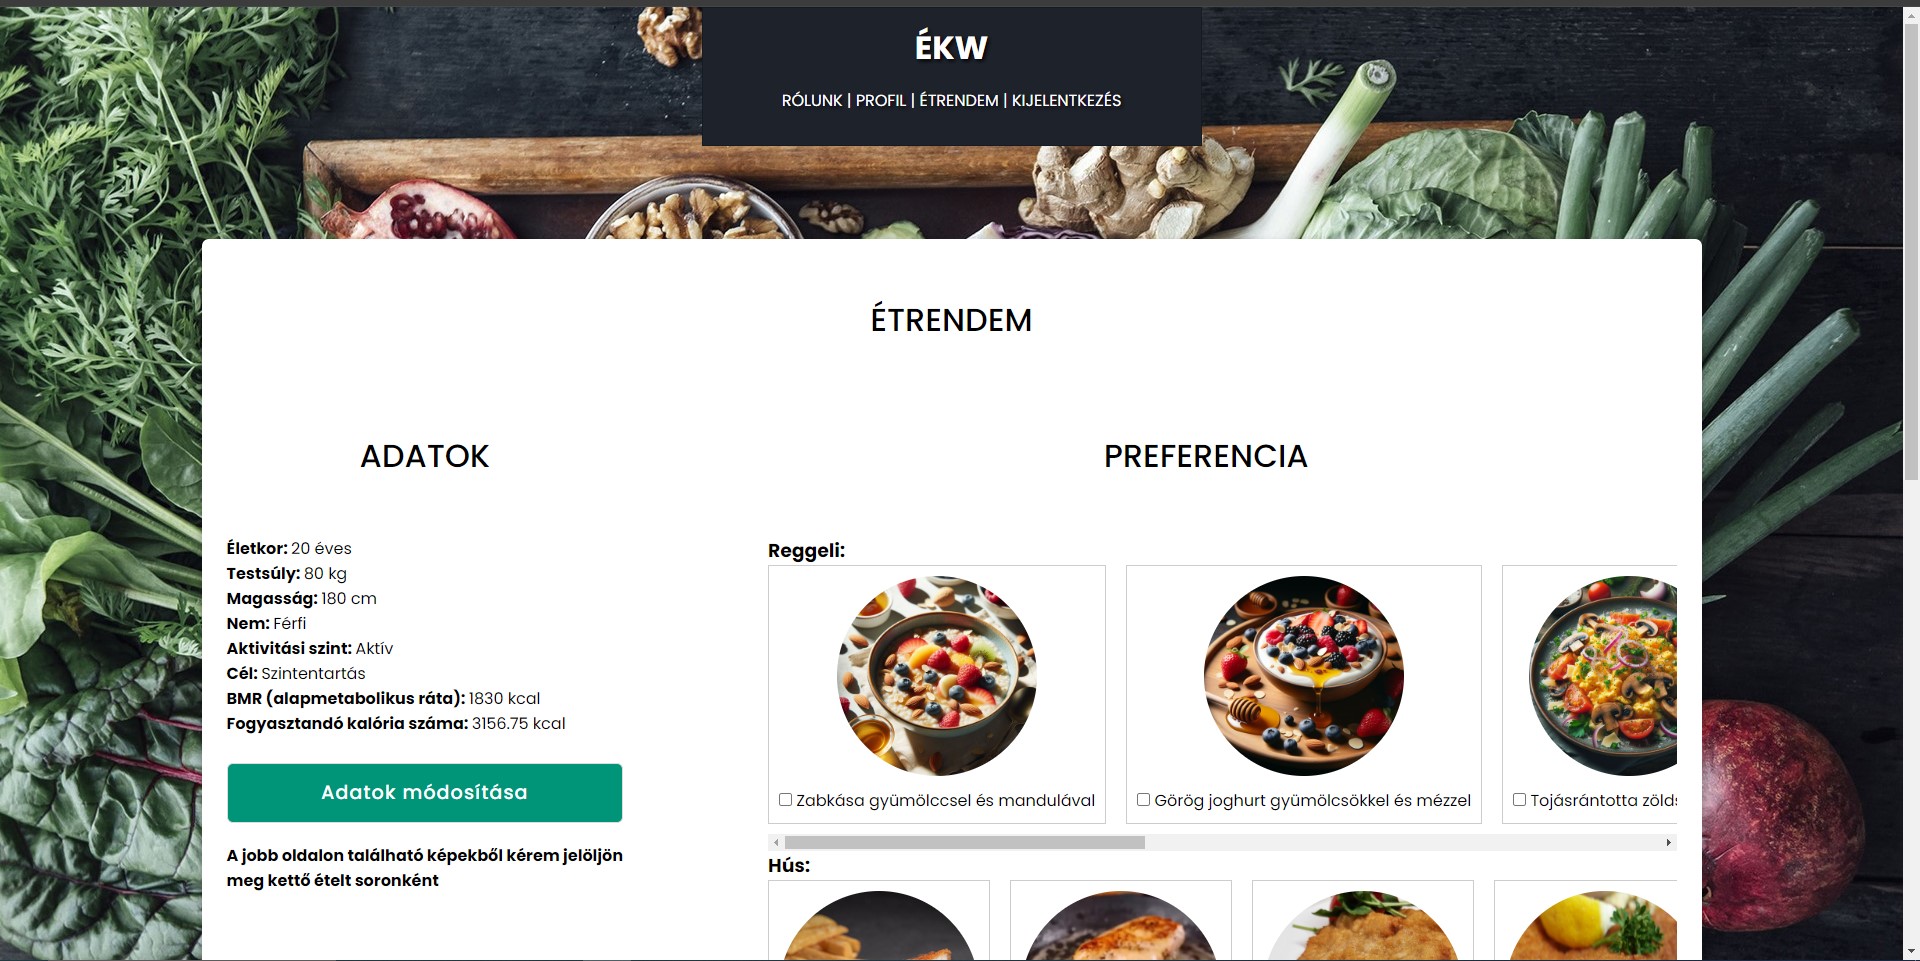 ÉKW
RÓLUNK | PROFIL | ÉTRENDEM | KIJELENTKEZÉS
ÉTRENDEM
ADATOK
Életkor: 20 éves
Testsúly: 80 kg
Magasság: 180 cm
Nem: Férfi
Aktivitási szint: Aktív
Cél: Szintentartás
BMR (alapmetabolikus ráta): 1830 kcal
Fogyasztandó kalória száma: 3156.75 kcal
Adatok módosítása
A jobb oldalon található képekből kérem jelöljön
meg kettő ételt soronként
PREFERENCIA
Reggeli:
Zabkása gyümölccsel és mandulával
Görög joghurt gyümölcsökkel és mézzel
Tojásrántotta
Hús: